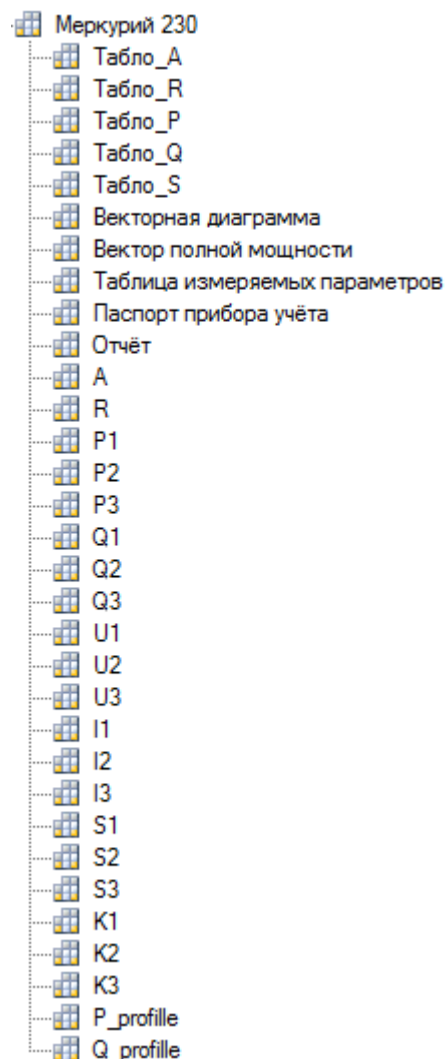 Меркурий 230
Табло_A
Табло_R
Табло_P
Табло_Q
Табло_S
Векторная диаграмма
Вектор полной мощности
Таблица измеряемых параметров
Паспорт прибора учёта
Отчёт
A
R
P1
P2
P3
Q1
Q2
Q3
U1
U2
U3
I1
I2
I3
S1
S2
S3
K1
K2
K3
P_profille
Q_profille